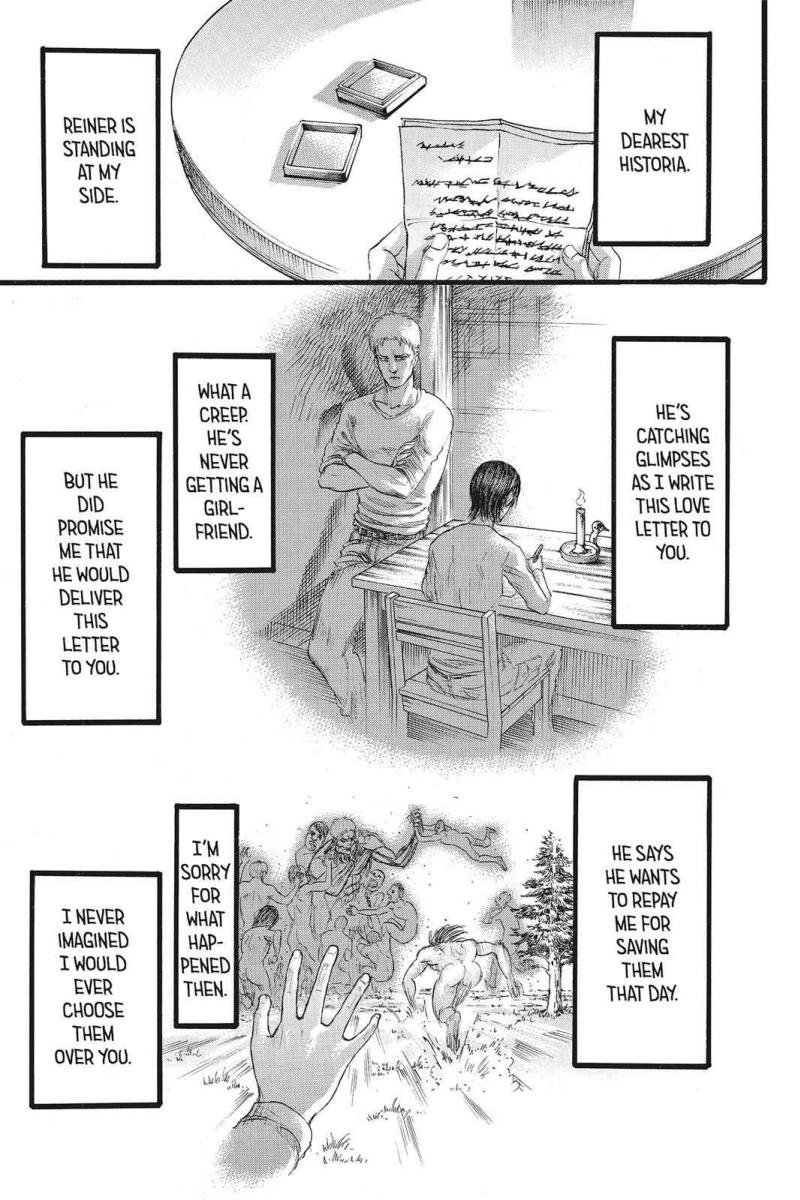 MY
DEAREST
HISTORIA.
REINER IS
STANDING
AT MY
SIDE.
HE'S
CATCHING
GLIMPSES
AS I WRITE
THIS LOVE
LETTER TO
YOU.
WHAT A
CREEP.
HE'S
NEVER
GETTING A
GIRL-
FRIEND.
BUT HE
DID
PROMISE
ME THAT
HE WOULD
DELIVER
THIS
LETTER
TO YOU.
HE SAYS
HE WANTS
TO REPAY
ME FOR
SAVING
THEM
THAT DAY.
I'M
SORRY
FOR
WHAT
HAP-
PENED
THEN.
I NEVER
IMAGINED
I WOULD
EVER
CHOOSE
THEM
OVER YOU.